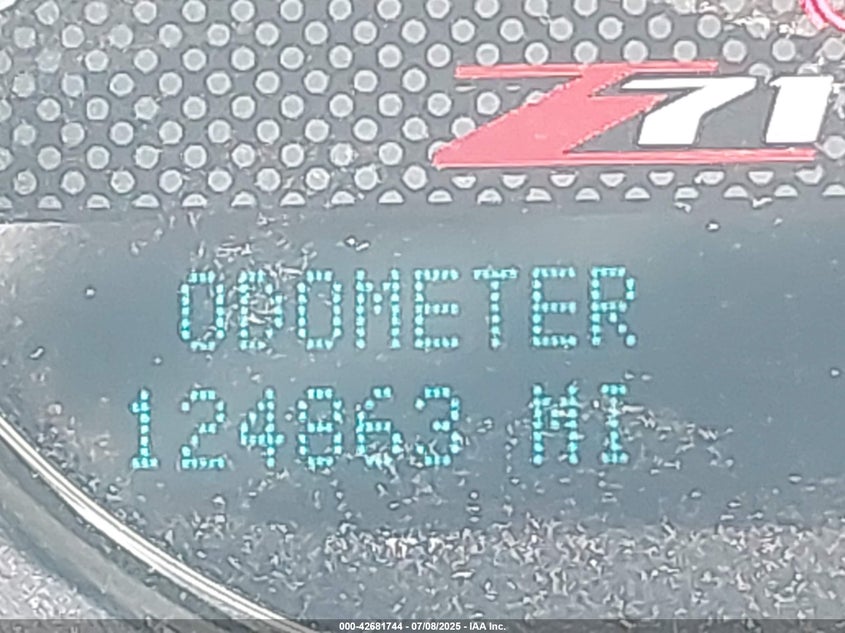 Z71
ODOMETER
124863 MI
000-42681744 - 07/08/2025 - IAA Inc.